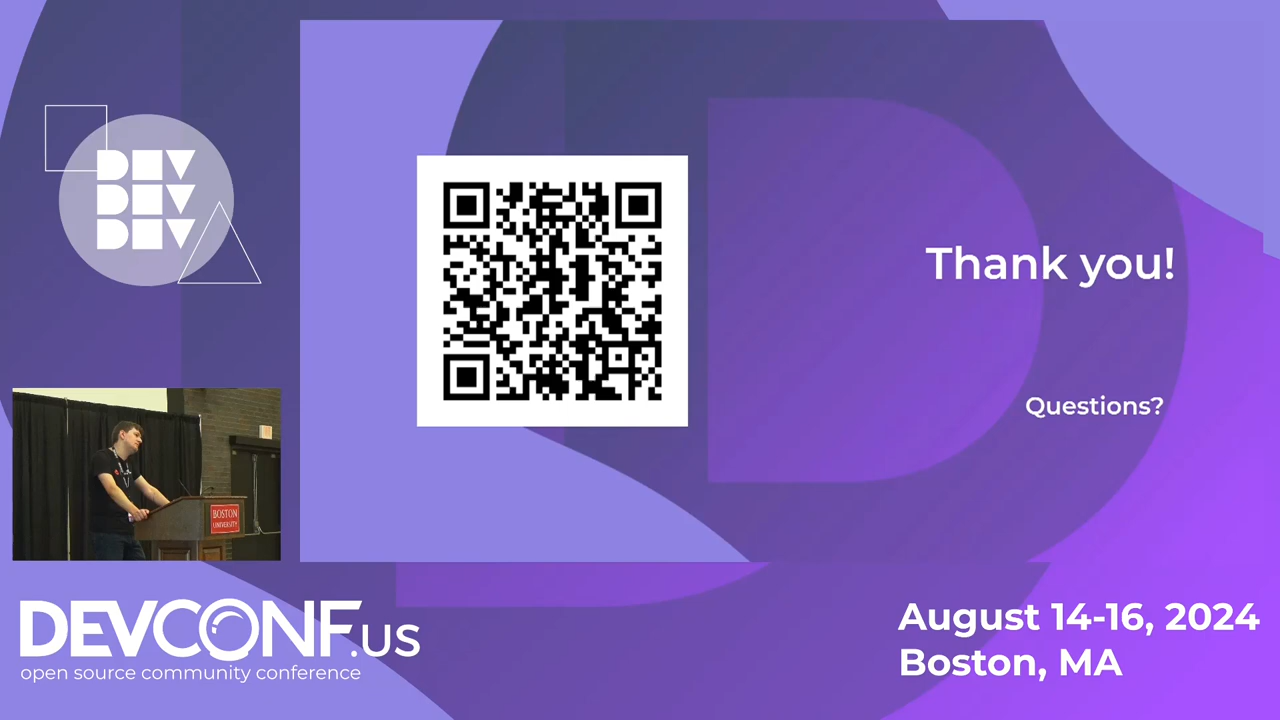 DEV
DEV
DEV
Thank you!
Questions?
BOSTON
UNIVERSITY
DEVCONF.US
open source community conference
August 14-16, 2024
Boston, MA